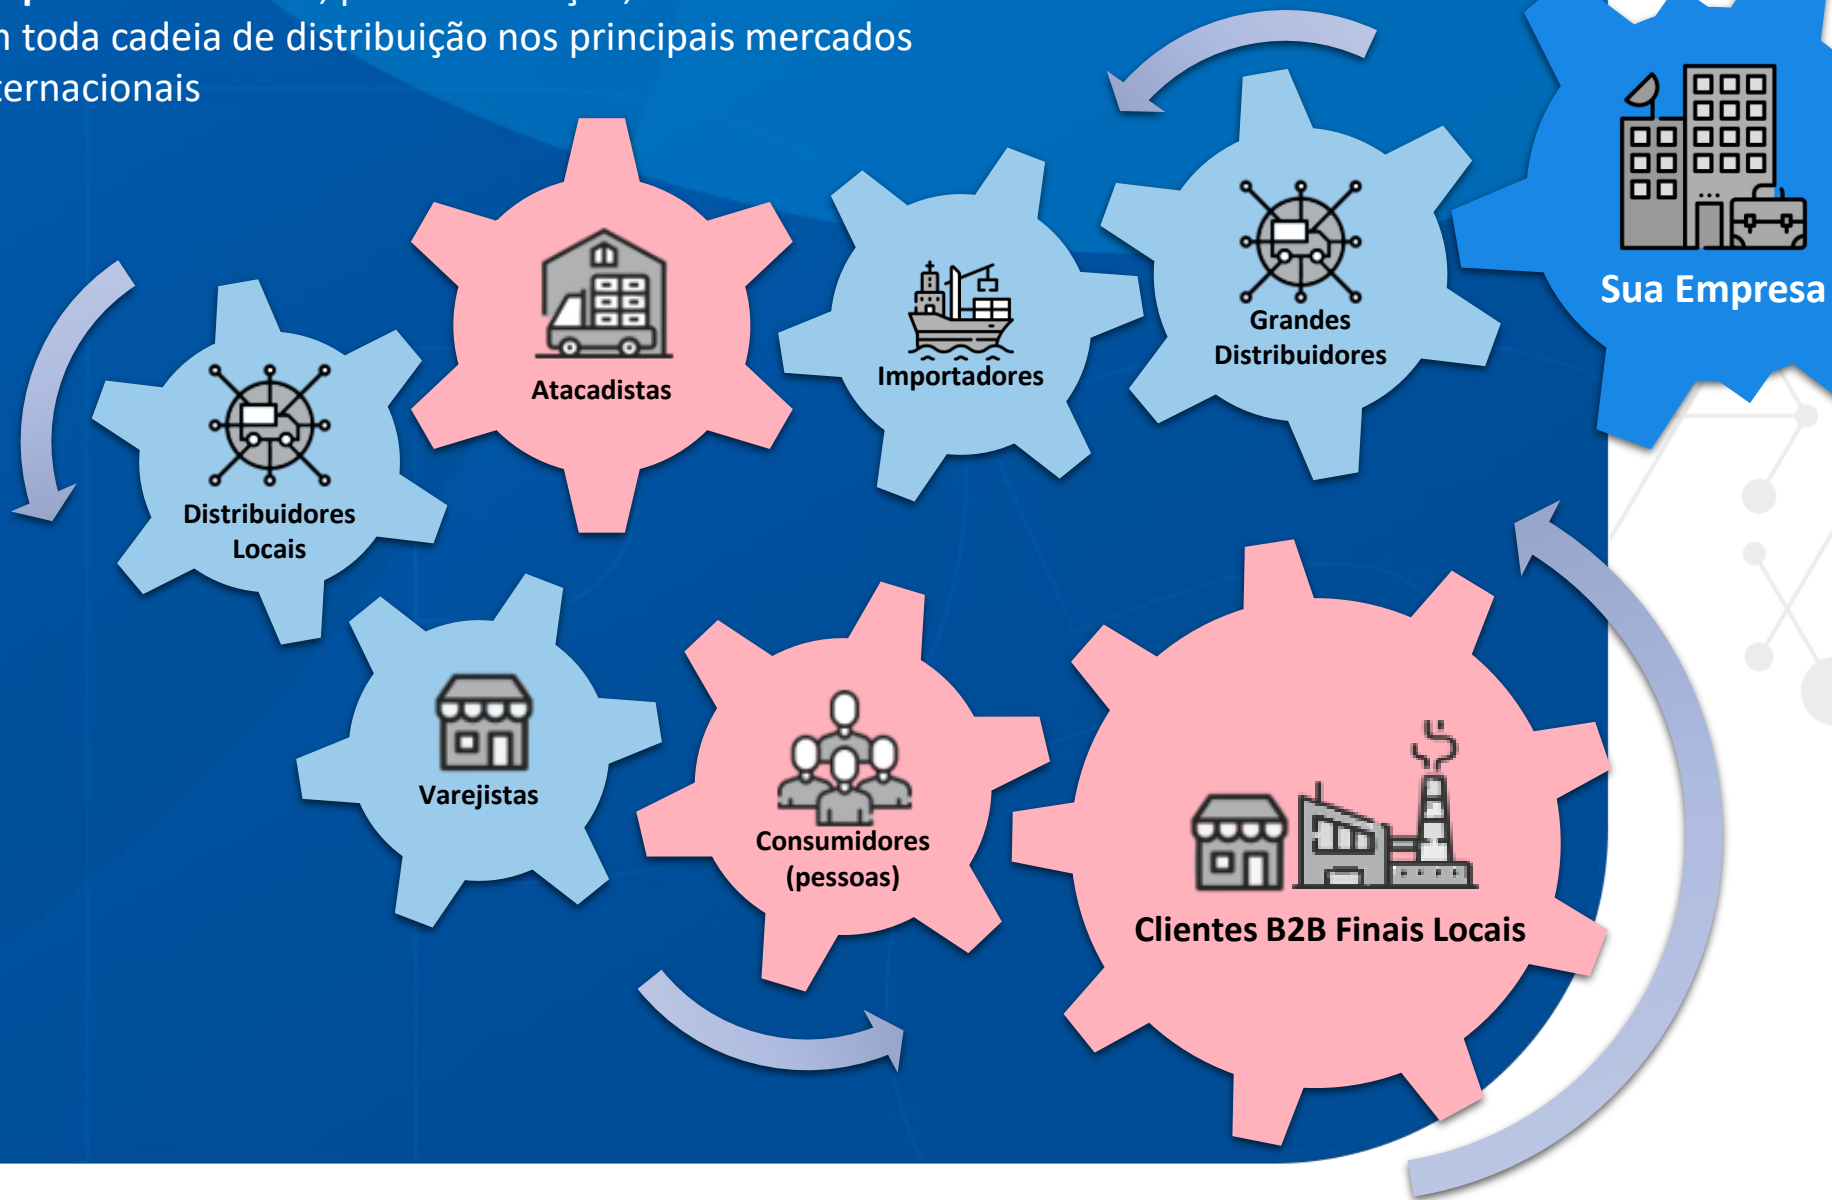 m toda cadeia de distribuição nos principais mercados
ternacionais
Sua Empresa
Grandes
Distribuidores
Importadores
Atacadistas
Distribuidores
Locais
Varejistas
Consumidores
(pessoas)
Clientes B2B Finais Locais